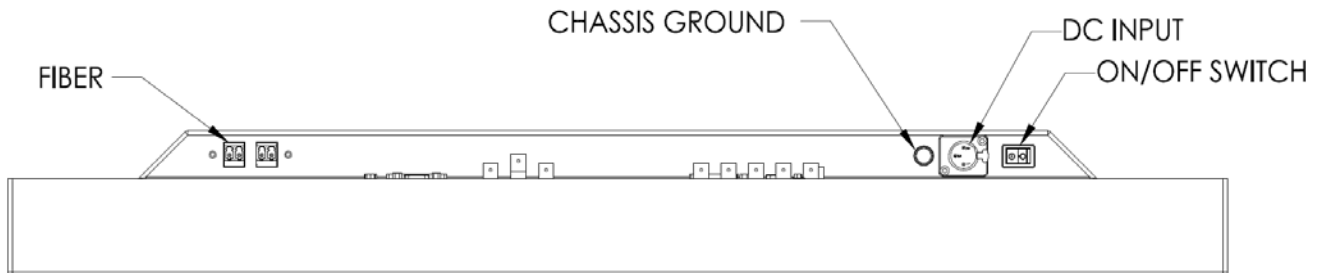 CHASSIS GROUND
DC INPUT
FIBER
ON/OFF SWITCH